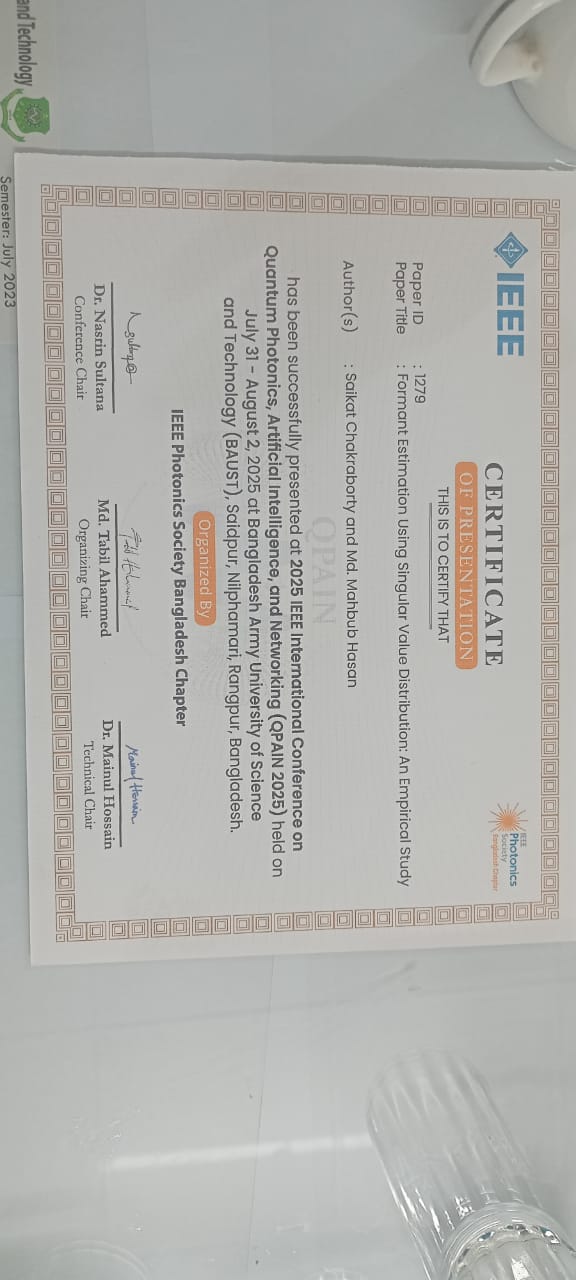 and Technology
Semester: July 2023
IEEE
IEEE
Photonics
Society
Bangladesh Chapter
CERTIFICATE
OF PRESENTATION
THIS IS TO CERTIFY THAT
Paper ID : 1279
Paper Title : Formant Estimation Using Singular Value Distribution: An Empirical Study
Author(s) : Saikat Chakraborty and Md. Mahbub Hasan
QPAIN
has been successfully presented at 2025 IEEE International Conference on
Quantum Photonics, Artificial Intelligence, and Networking (QPAIN 2025) held on
July 31 - August 2, 2025 at Bangladesh Army University of Science
and Technology (BAUST), Saidpur, Nilphamari, Rangpur, Bangladesh.
Organized By
IEEE Photonics Society Bangladesh Chapter
Dr. Nasrin Sultana
Conference Chair
Md. Tabil Ahammed
Organizing Chair
Mainul Hossain
Dr. Mainul Hossain
Technical Chair